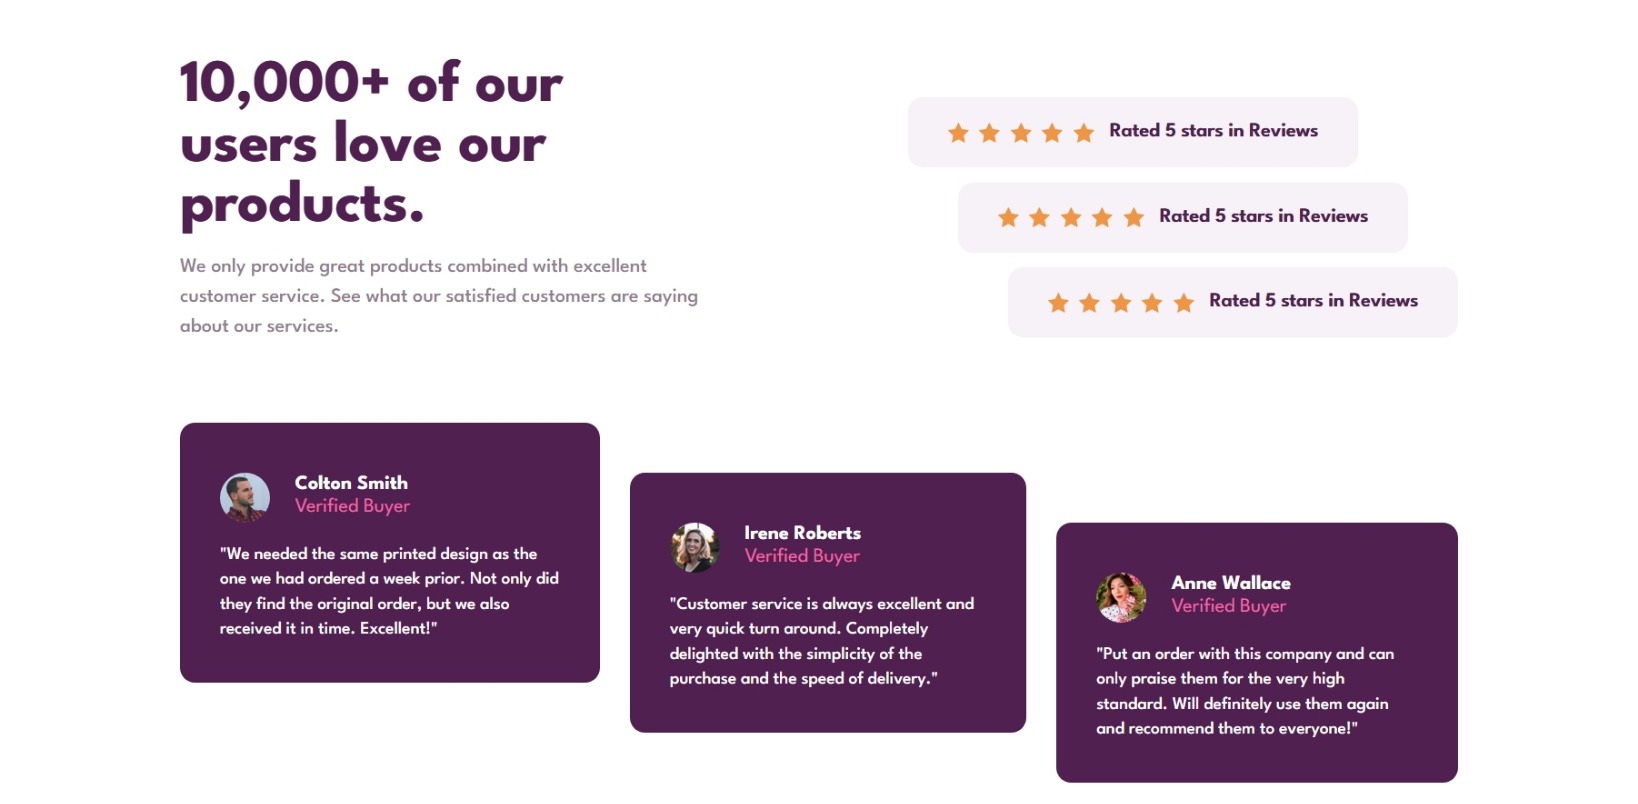 10,000+ of our
users love our
products.
We only provide great products combined with excellent
customer service. See what our satisfied customers are saying
about our services.
Rated 5 stars in Reviews
Rated 5 stars in Reviews
Rated 5 stars in Reviews
Colton Smith
Verified Buyer
"We needed the same printed design as the
one we had ordered a week prior. Not only did
they find the original order, but we also
received it in time. Excellent!"
Irene Roberts
Verified Buyer
"Customer service is always excellent and
very quick turn around. Completely
delighted with the simplicity of the
purchase and the speed of delivery."
Anne Wallace
Verified Buyer
"Put an order with this company and can
only praise them for the very high
standard. Will definitely use them again
and recommend them to everyone!"